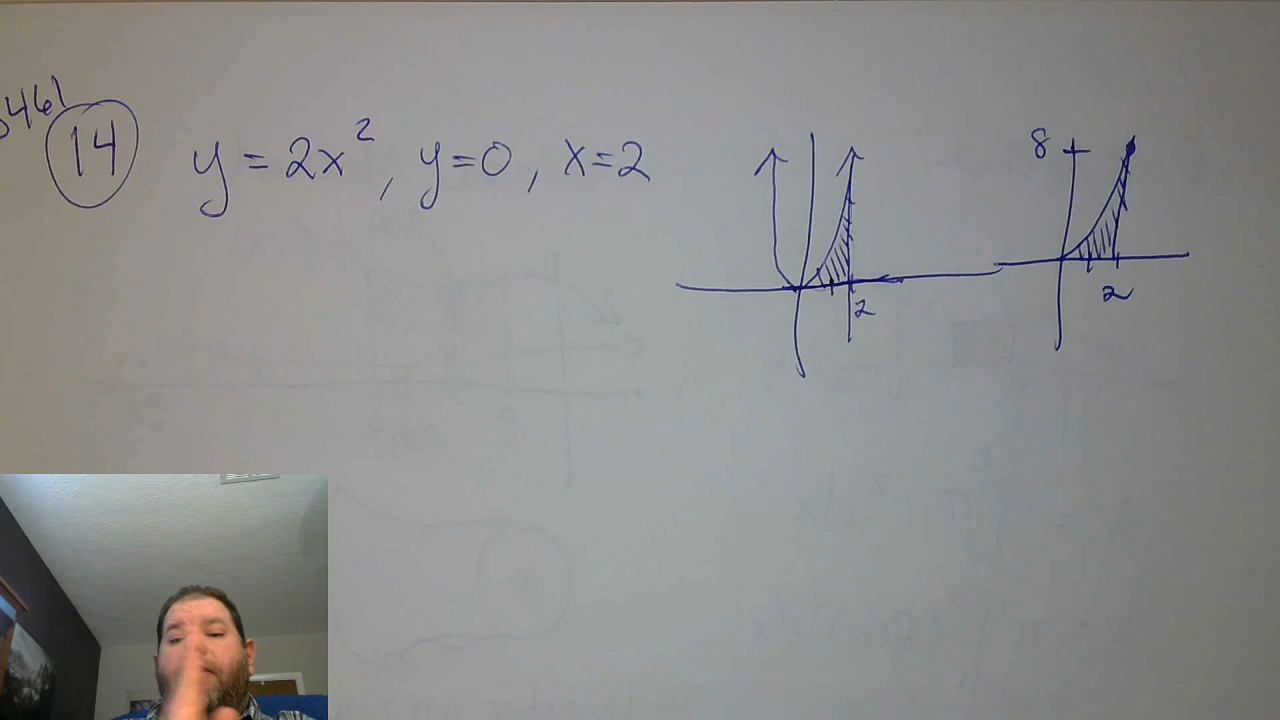 461
14 y = 2x², y=0, x=2
2
8
2